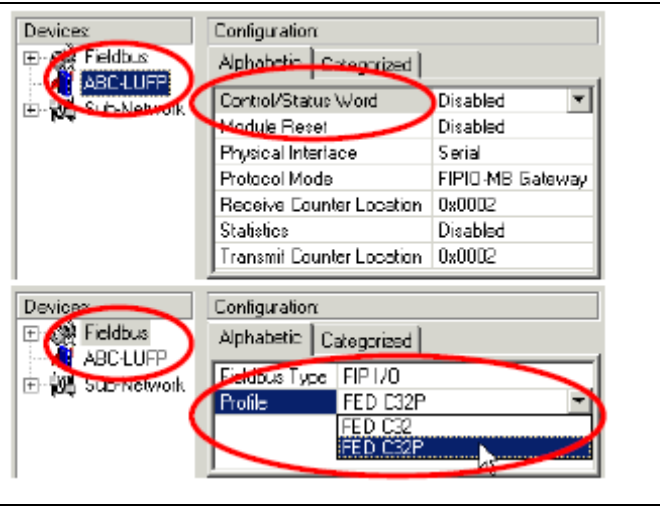 Devices:
Configuration:
Fieldbus
Alphabetic Categorized
ABC-LUFP
Sub-Network
Control/Status Word Disabled
Module Reset Disabled
Physical Interface Serial
Protocol Mode FIPIO-MB Gateway
Receive Counter Location 0x0002
Statistics Disabled
Transmit Counter Location 0x0002
Devices:
Configuration:
Fieldbus
Alphabetic Categorized
ABC-LUFP
Sub-Network
Fieldbus Type FIP I/O
Profile FED C32P
FED C32
FED C32P